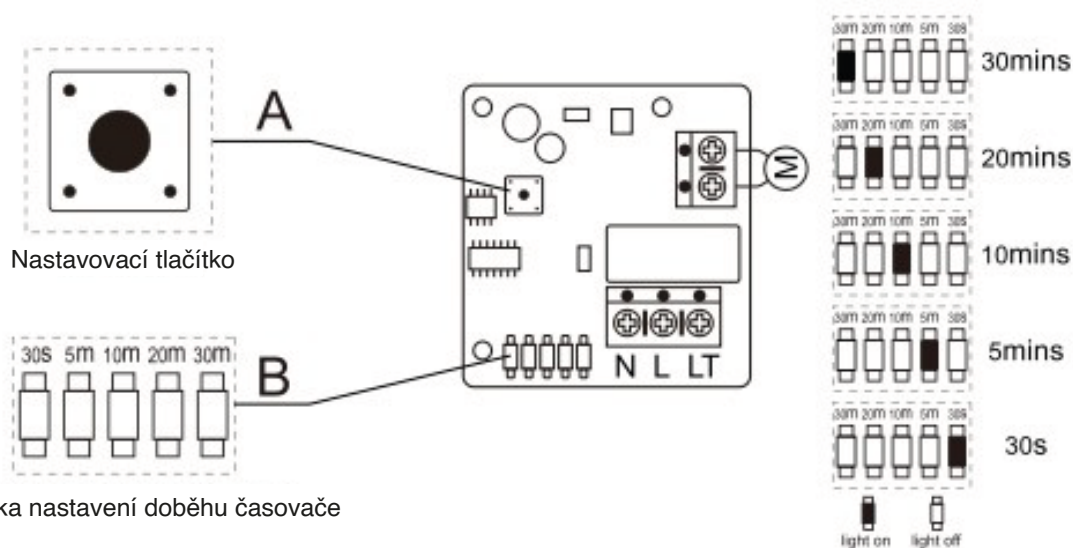 A
Nastavovací tlačítko
30s 5m 10m 20m 30m
B
ka nastavení doběhu časovače
M
N L LT
30m 20m 10m 5m 30s
30mins
30m 20m 10m 5m 30s
20mins
30m 20m 10m 5m 30s
10mins
30m 20m 10m 5m 30s
5mins
30m 20m 10m 5m 30s
30s
light on light off